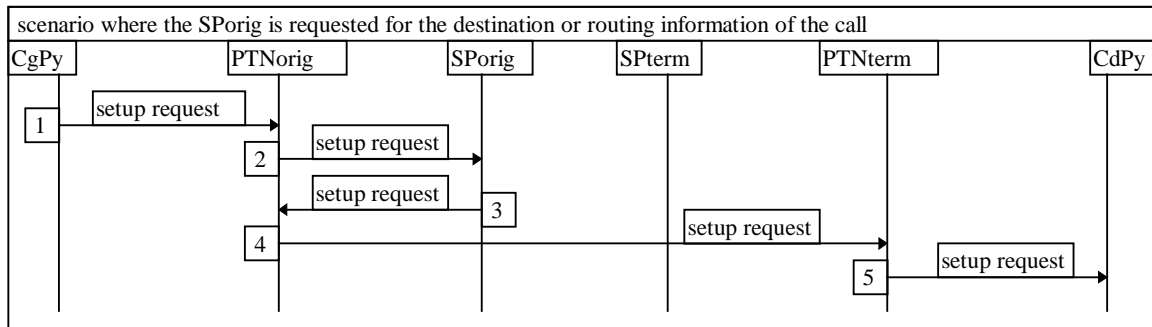 scenario where the SPorig is requested for the destination or routing information of the call
CgPy PTNorig SPorig SPterm PTNterm CdPy
setup request
1
setup request
2
setup request
3
setup request
4
setup request
5